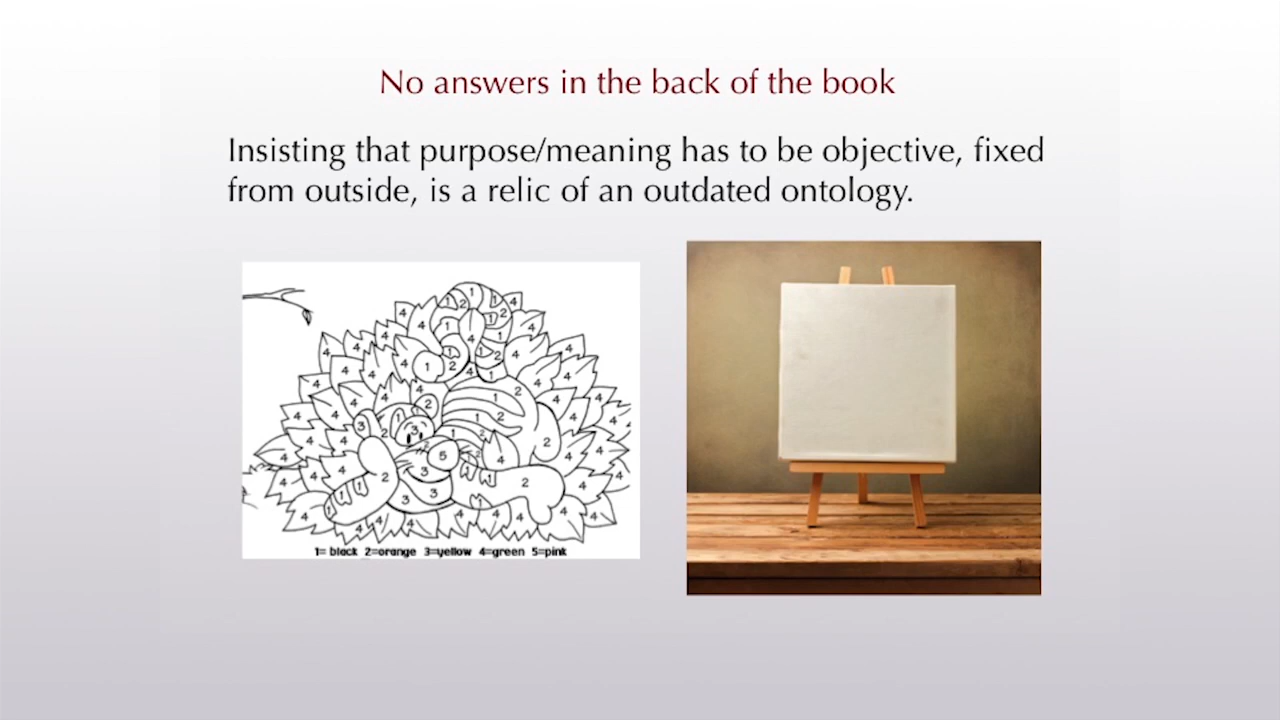 No answers in the back of the book
Insisting that purpose/meaning has to be objective, fixed
from outside, is a relic of an outdated ontology.
1= black 2=orange 3=yellow 4=green 5=pink